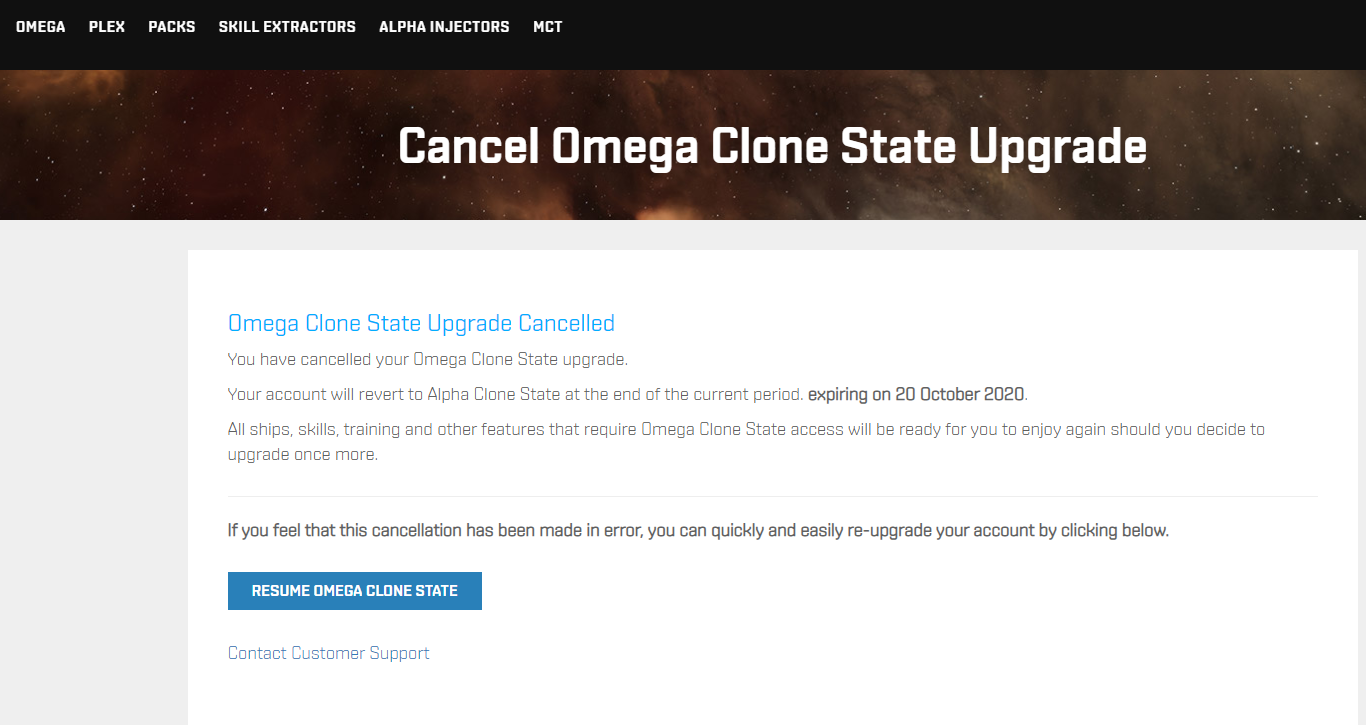 OMEGA PLEX PACKS SKILL EXTRACTORS ALPHA INJECTORS MCT
Cancel Omega Clone State Upgrade
Omega Clone State Upgrade Cancelled
You have cancelled your Omega Clone State upgrade.
Your account will revert to Alpha Clone State at the end of the current period. expiring on 20 October 2020.
All ships, skills, training and other features that require Omega Clone State access will be ready for you to enjoy again should you decide to
upgrade once more.
If you feel that this cancellation has been made in error, you can quickly and easily re-upgrade your account by clicking below.
RESUME OMEGA CLONE STATE
Contact Customer Support